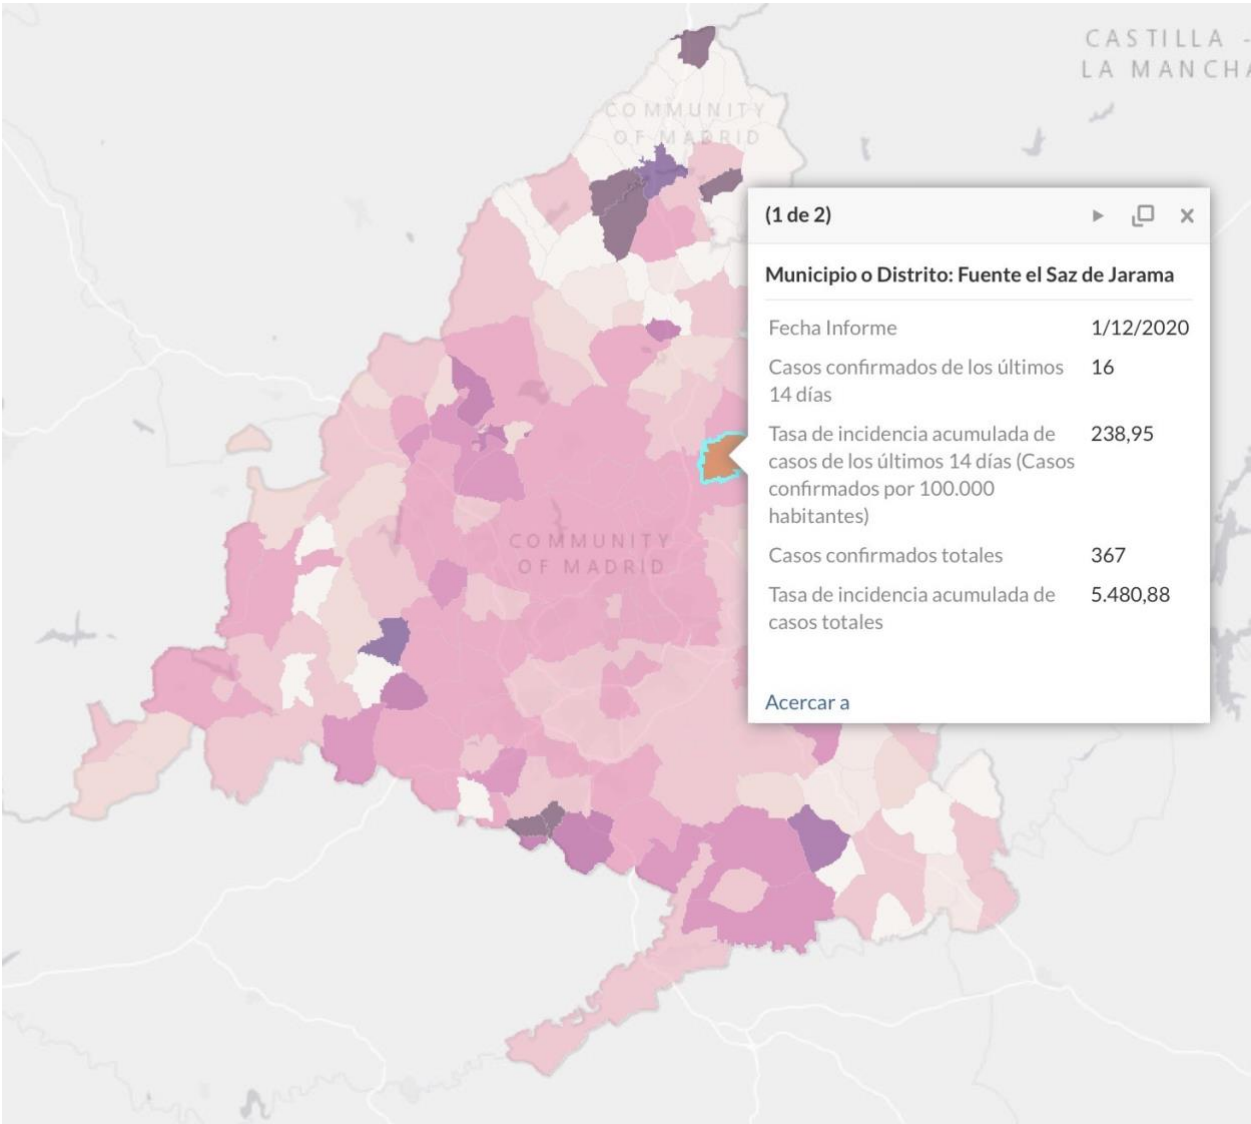 CASTILLA -
LA MANCHA
COMMUNITY
OF MADRID
(1 de 2)
Municipio o Distrito: Fuente el Saz de Jarama
Fecha Informe 1/12/2020
Casos confirmados de los últimos 16
14 días
Tasa de incidencia acumulada de 238,95
casos de los últimos 14 días (Casos
confirmados por 100.000
habitantes)
Casos confirmados totales 367
Tasa de incidencia acumulada de 5.480,88
casos totales
Acercar a
COMMUNITY
OF MADRID